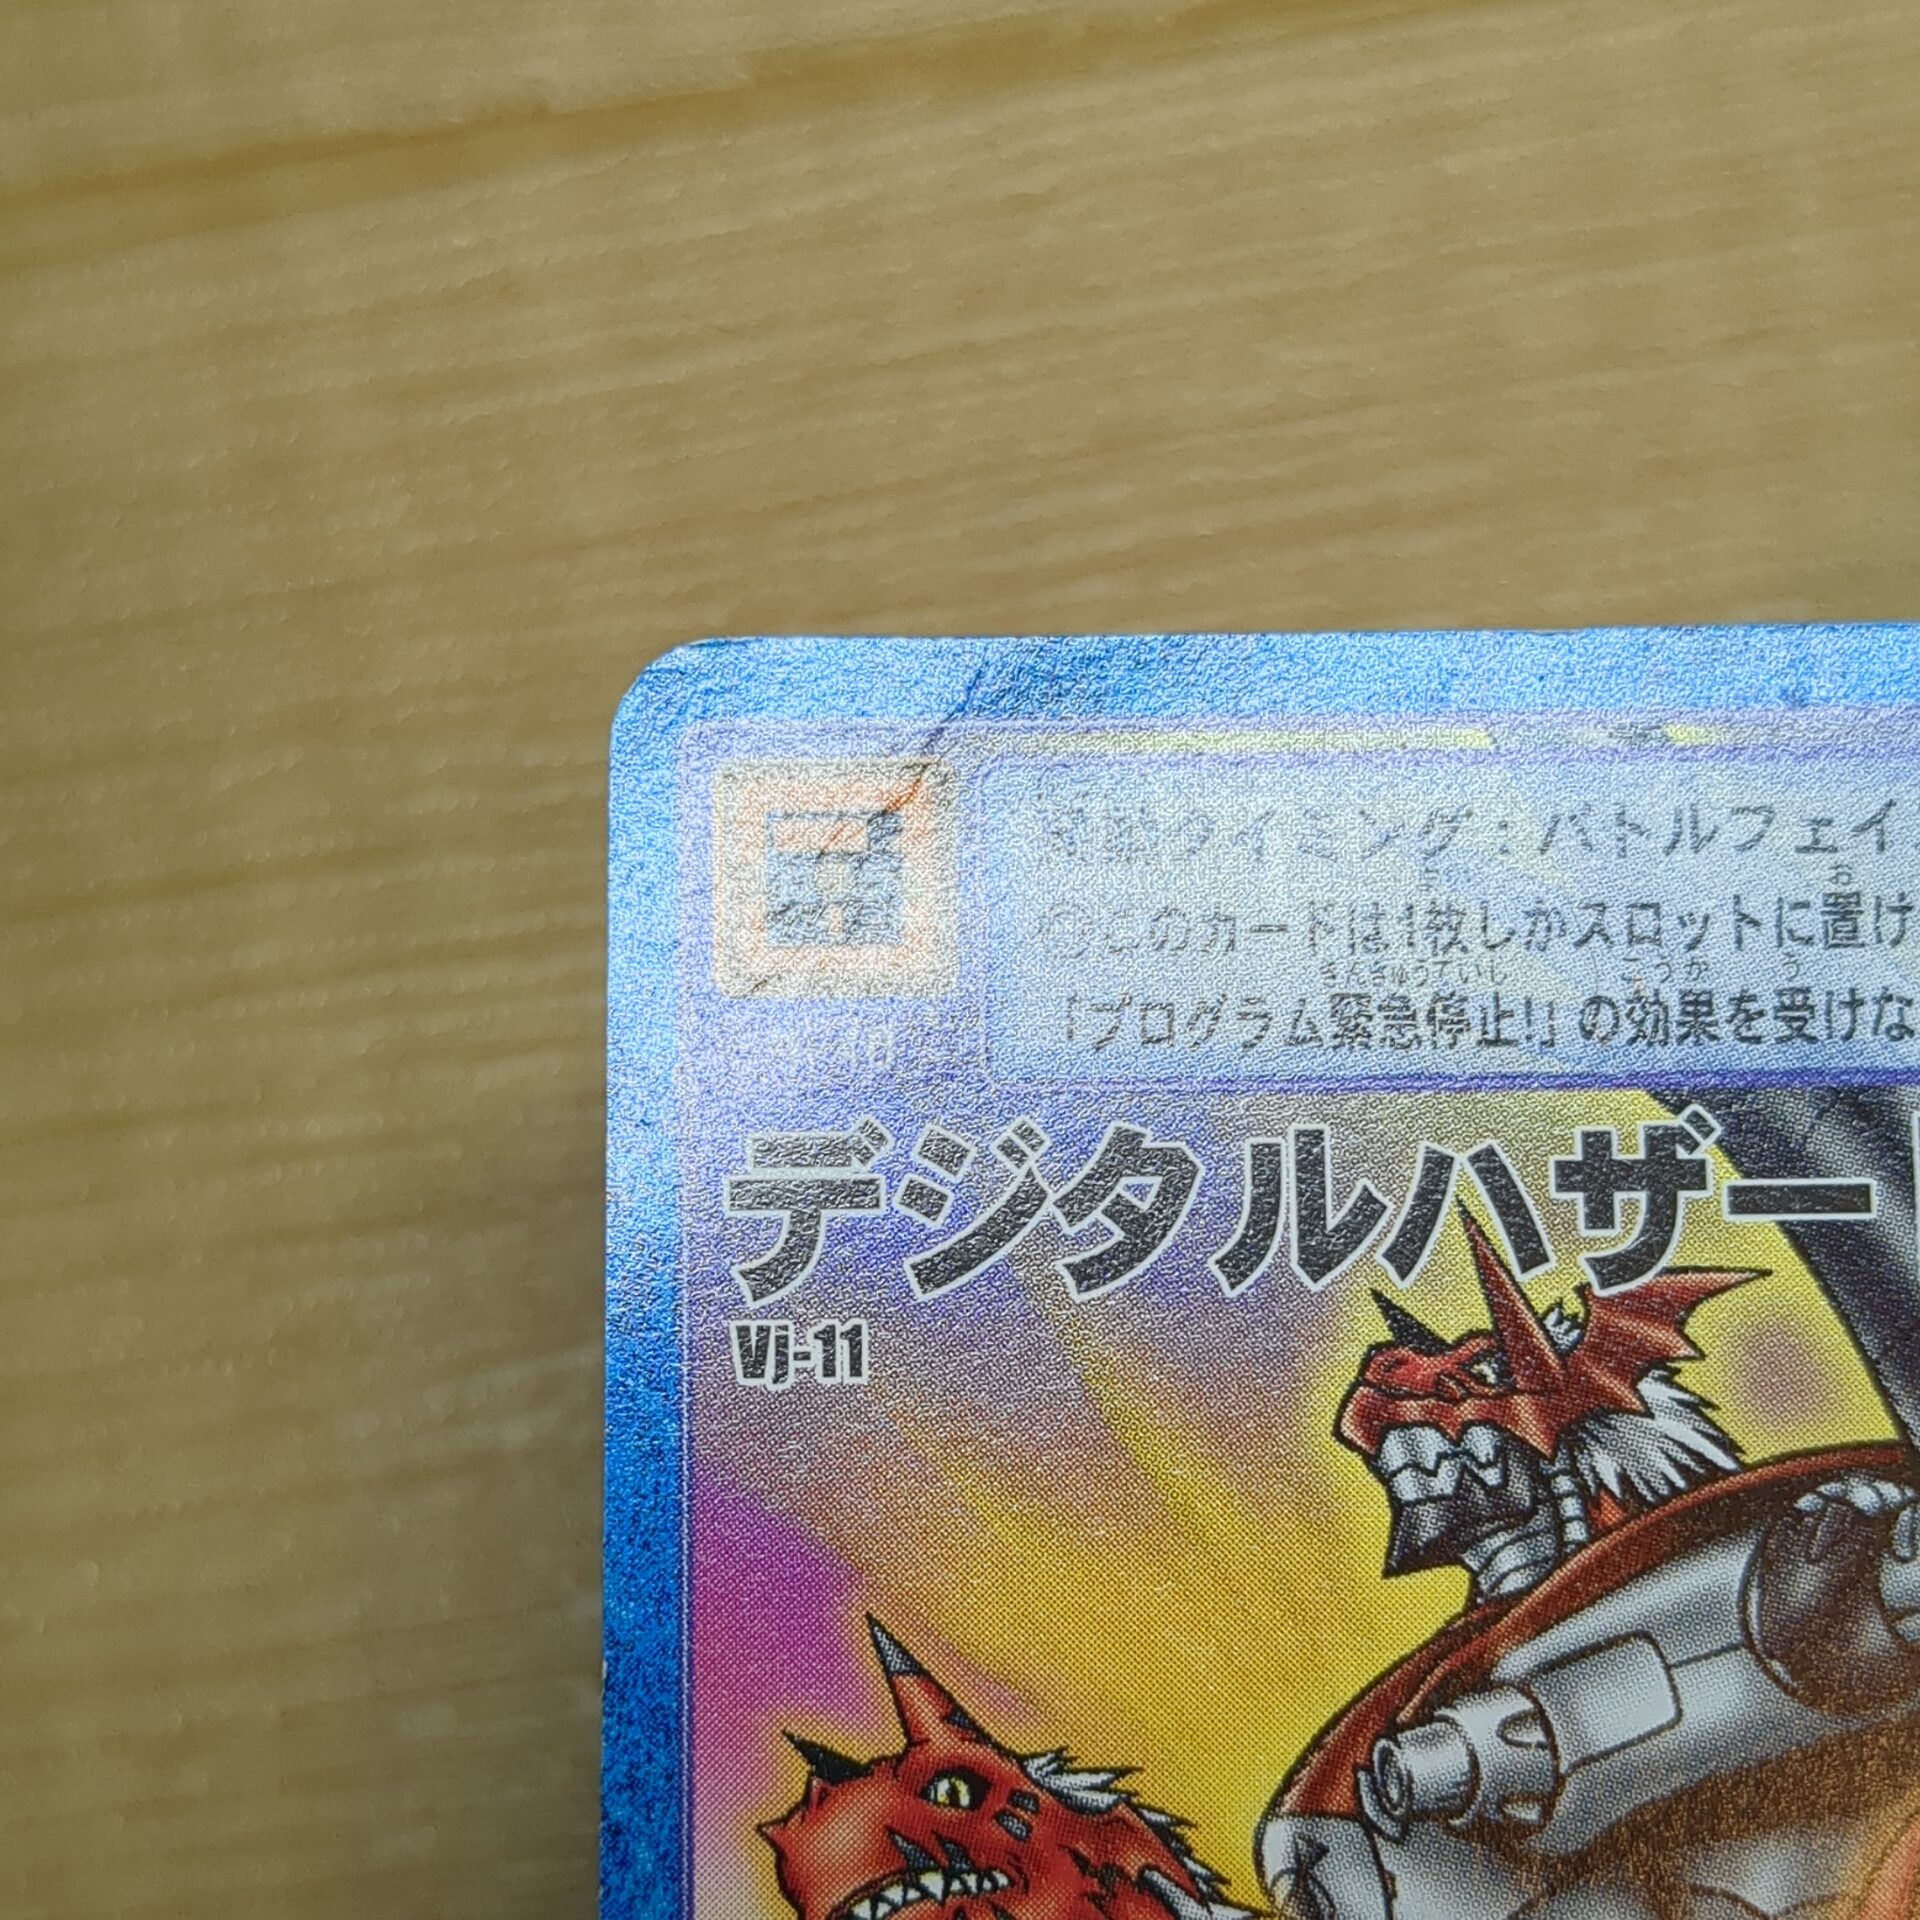 タイミング：バトルフェイ
◎このカードは1枚しかスロットに置け
「プログラム緊急停止!」の効果を受けな
デジタルハザード
Vj-11